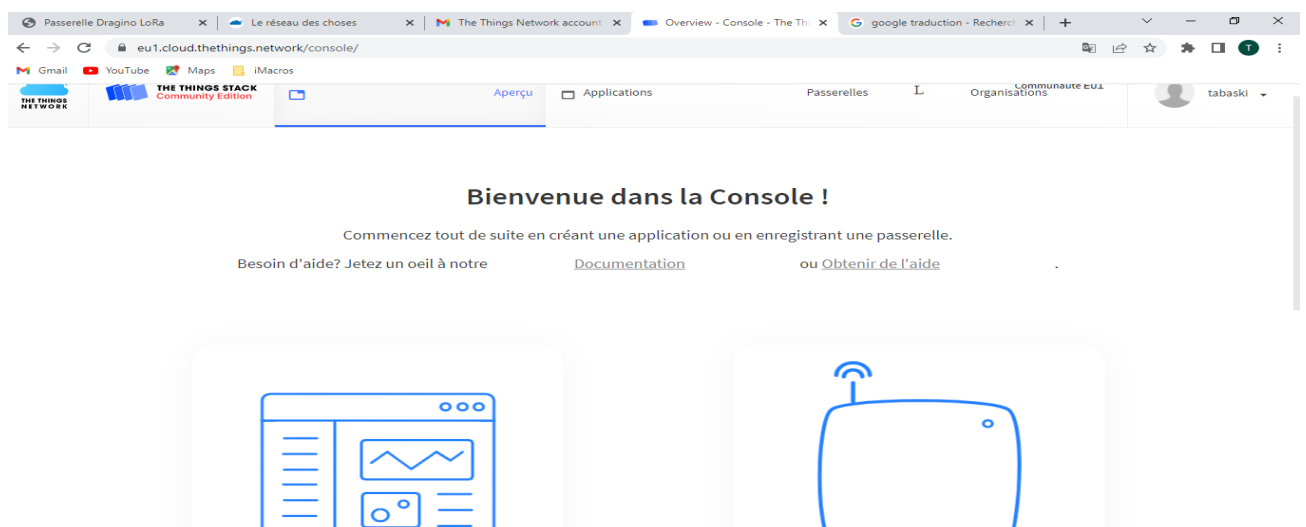 Passerelle Dragino LoRa
Le réseau des choses
The Things Network account
Overview - Console - The Thi
google traduction - Recherch
eu1.cloud.thethings.network/console/
T
Gmail
YouTube
Maps
iMacros
THE THINGS
NETWORK
THE THINGS STACK
Community Edition
Aperçu
Applications
Passerelles
L
Organisations
Communauté EU1
tabaski
Bienvenue dans la Console !
Commencez tout de suite en créant une application ou en enregistrant une passerelle.
Besoin d'aide? Jetez un oeil à notre Documentation ou Obtenir de l'aide .